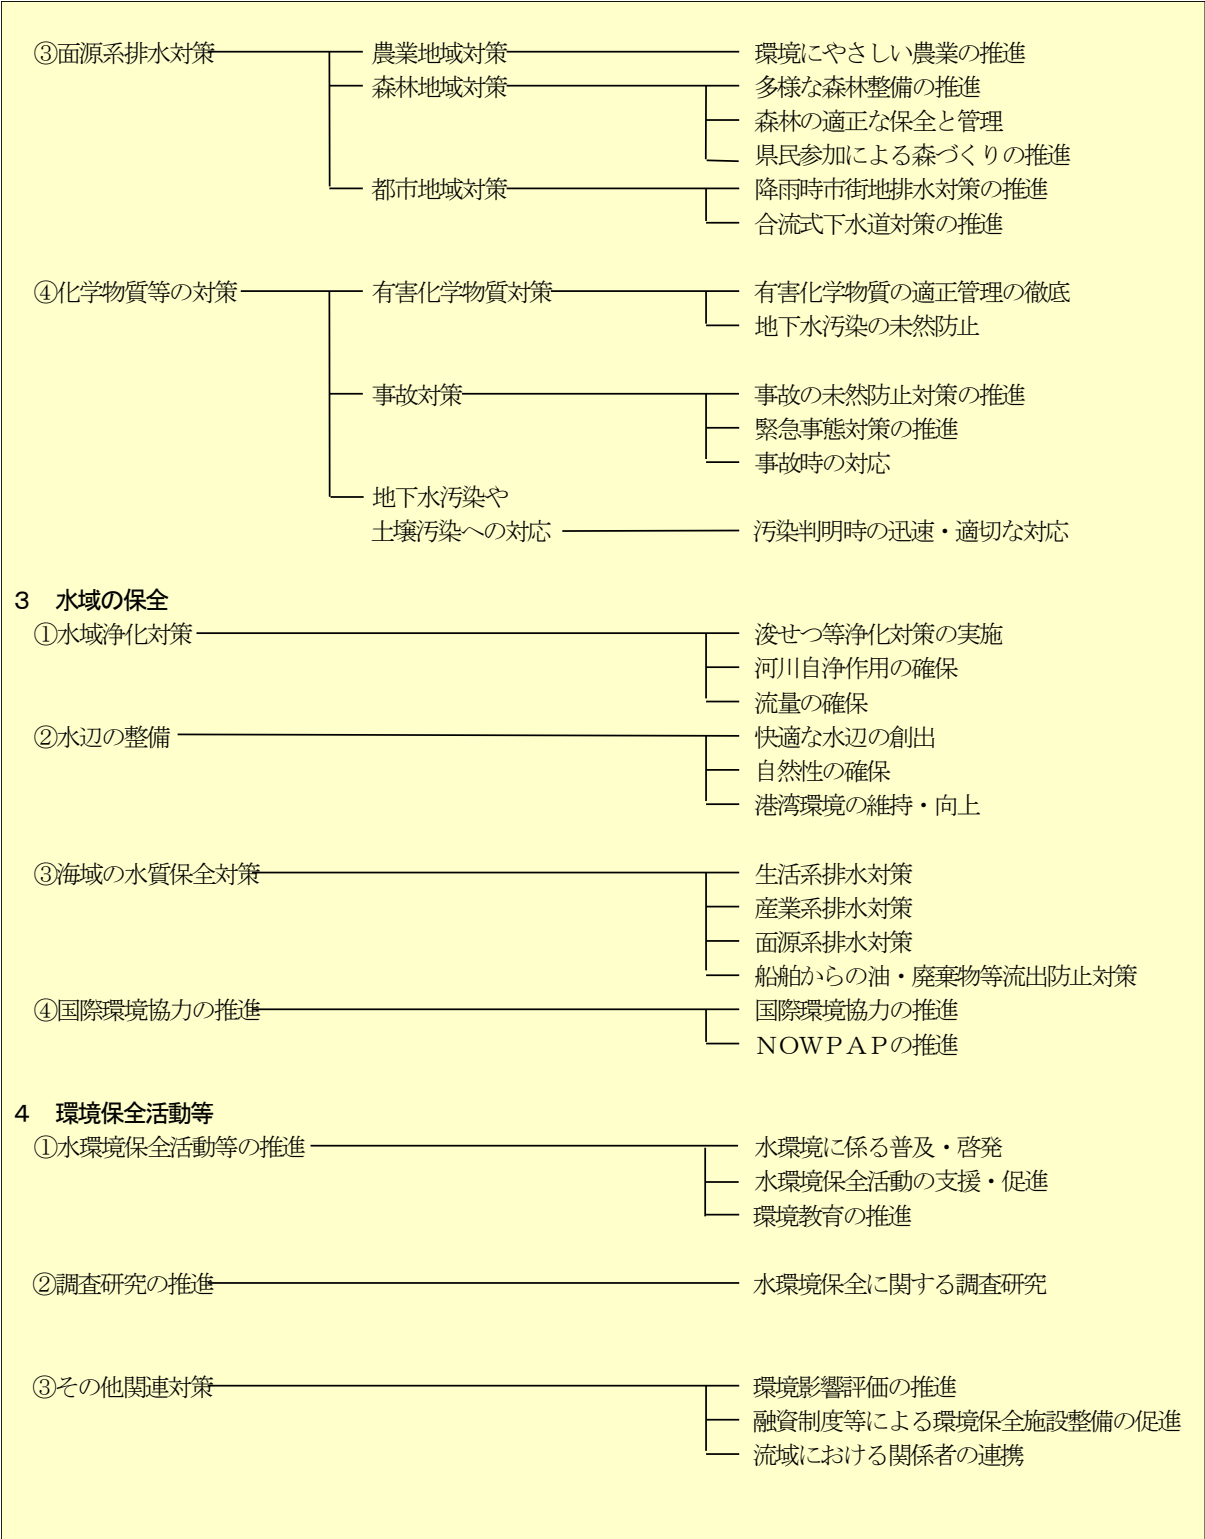 ③面源系排水対策 農業地域対策 環境にやさしい農業の推進
森林地域対策 多様な森林整備の推進
森林の適正な保全と管理
県民参加による森づくりの推進
都市地域対策 降雨時市街地排水対策の推進
合流式下水道対策の推進
④化学物質等の対策 有害化学物質対策 有害化学物質の適正管理の徹底
地下水汚染の未然防止
事故対策 事故の未然防止対策の推進
緊急事態対策の推進
事故時の対応
地下水汚染や
土壌汚染への対応 汚染判明時の迅速・適切な対応
３　水域の保全
①水域浄化対策 浚せつ等浄化対策の実施
河川自浄作用の確保
流量の確保
②水辺の整備 快適な水辺の創出
自然性の確保
港湾環境の維持・向上
③海域の水質保全対策 生活系排水対策
産業系排水対策
面源系排水対策
船舶からの油・廃棄物等流出防止対策
④国際環境協力の推進 国際環境協力の推進
ＮＯＷＰＡＰの推進
４　環境保全活動等
①水環境保全活動等の推進 水環境に係る普及・啓発
水環境保全活動の支援・促進
環境教育の推進
②調査研究の推進 水環境保全に関する調査研究
③その他関連対策 環境影響評価の推進
融資制度等による環境保全施設整備の促進
流域における関係者の連携